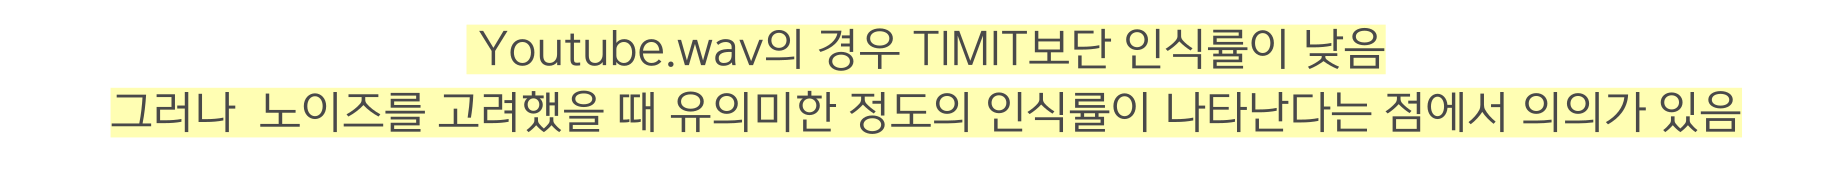 Youtube.wav의 경우 TIMIT보단 인식률이 낮음
그러나 노이즈를 고려했을 때 유의미한 정도의 인식률이 나타난다는 점에서 의의가 있음